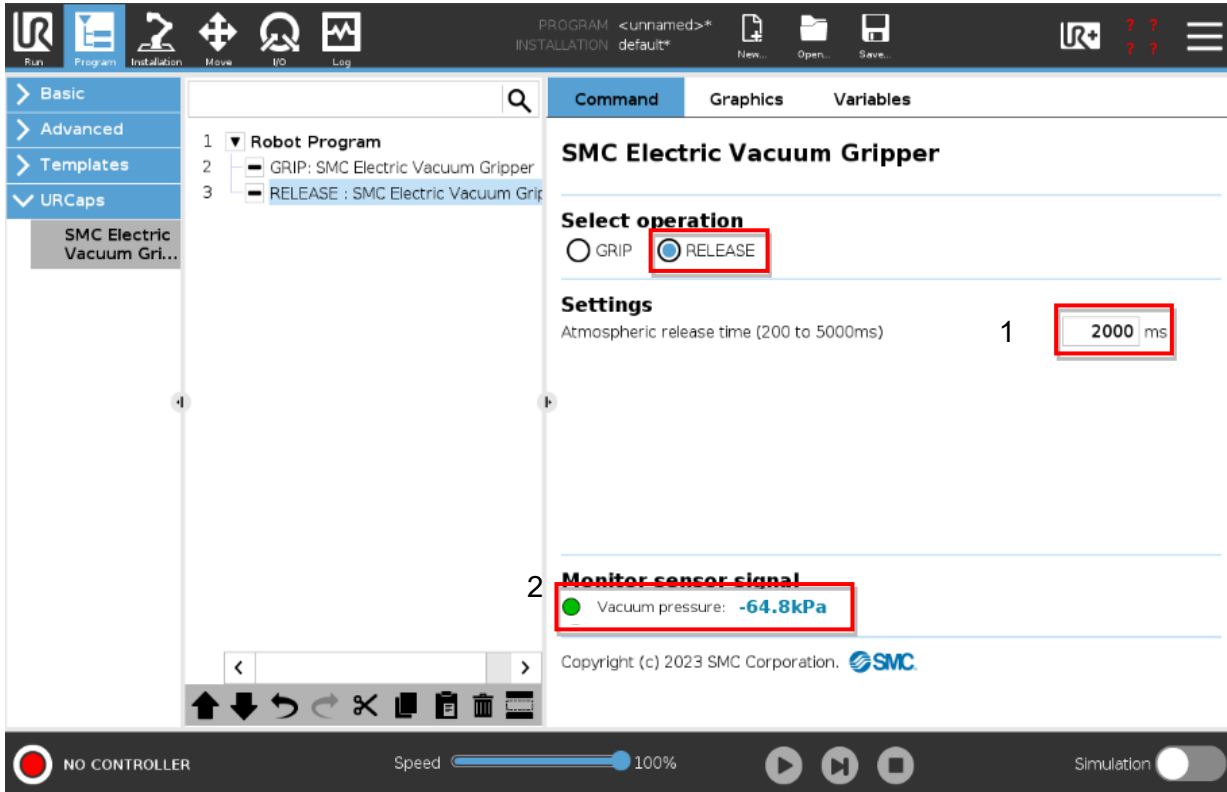 UR
UR+
PROGRAM <unnamed>*
INSTALLATION default*
? ?
? ?
Run Program Installation Move I/O Log New... Open... Save...
Basic
Advanced
Templates
URCaps
SMC Electric
Vacuum Gri...
1 Robot Program
2 GRIP: SMC Electric Vacuum Gripper
3 RELEASE : SMC Electric Vacuum Grip
Command Graphics Variables
SMC Electric Vacuum Gripper
Select operation
GRIP RELEASE
Settings
Atmospheric release time (200 to 5000ms) 1 2000 ms
2 Monitor sensor signal
Vacuum pressure: -64.8kPa
Copyright (c) 2023 SMC Corporation. SMC.
NO CONTROLLER Speed 100% Simulation